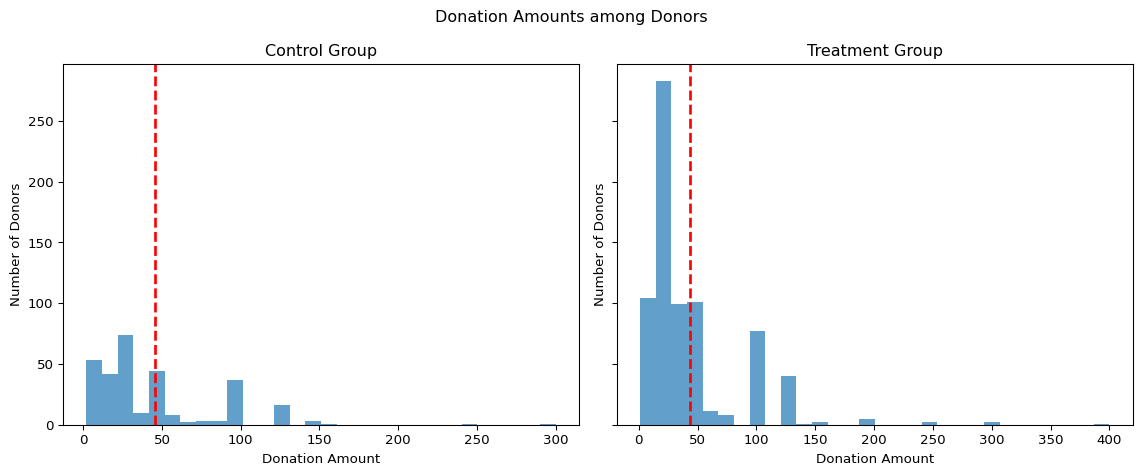 Donation Amounts among Donors
Control Group
Treatment Group
250
200
150
100
50
0
Number of Donors
0 50 100 150 200 250 300
Donation Amount
Number of Donors
0 50 100 150 200 250 300 350 400
Donation Amount